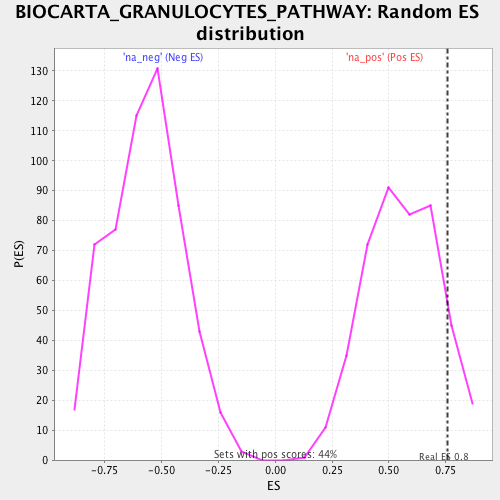 BIOCARTA_GRANULOCYTES_PATHWAY: Random ES
distribution
'na_neg' (Neg ES)
'na_pos' (Pos ES)
130
120
110
100
90
80
70
60
50
40
30
20
10
0
P(ES)
Sets with pos scores: 44%
Real ES 0.8
-0.75
-0.50
-0.25
0.00
0.25
0.50
0.75
ES